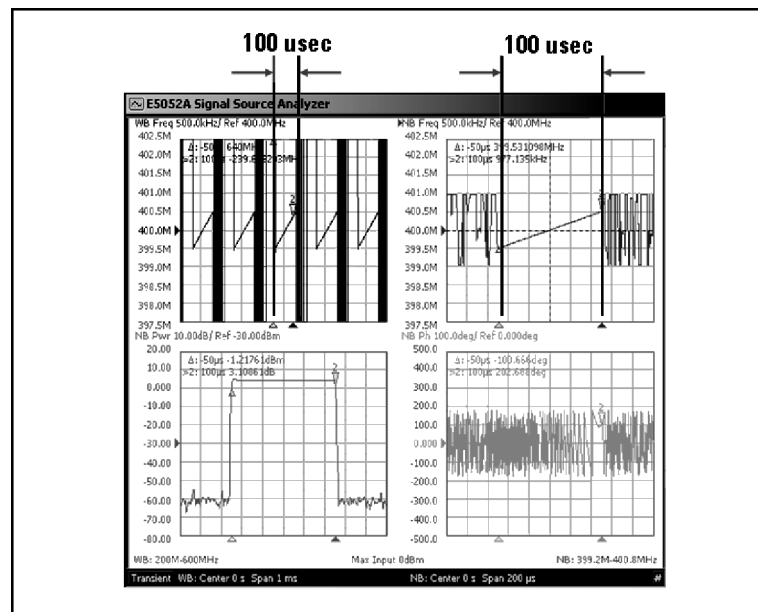 100 usec
100 usec
E5052A Signal Source Analyzer
WB Freq 500.0kHz/ Ref 400.0MHz
NB Freq 500.0kHz/ Ref 400.0MHz
402.5M
402.0M
401.5M
401.0M
400.5M
400.0M
399.5M
399.0M
398.5M
398.0M
397.5M
402.5M
402.0M
401.5M
401.0M
400.5M
400.0M
399.5M
399.0M
398.5M
398.0M
397.5M
Δ: -50µs 399.531098MHz
>2: 100µs 977.135kHz
2
NB Pwr 10.00dB/ Ref -30.00dBm
NB Ph 100.0deg/ Ref 0.000deg
20.00
10.00
0.000
-10.00
-20.00
-30.00
-40.00
-50.00
-60.00
-70.00
-80.00
Δ: -50µs -1.21761dBm
>2: 100µs 3.10861dB
2
500.0
400.0
300.0
200.0
100.0
0.000
-100.0
-200.0
-300.0
-400.0
-500.0
Δ: -50µs -100.666deg
>2: 100µs 202.688deg
WB: 200M-600MHz
Max Input 0dBm
NB: 399.2M-400.8MHz
Transient WB: Center 0 s Span 1 ms
NB: Center 0 s Span 200 µs
#